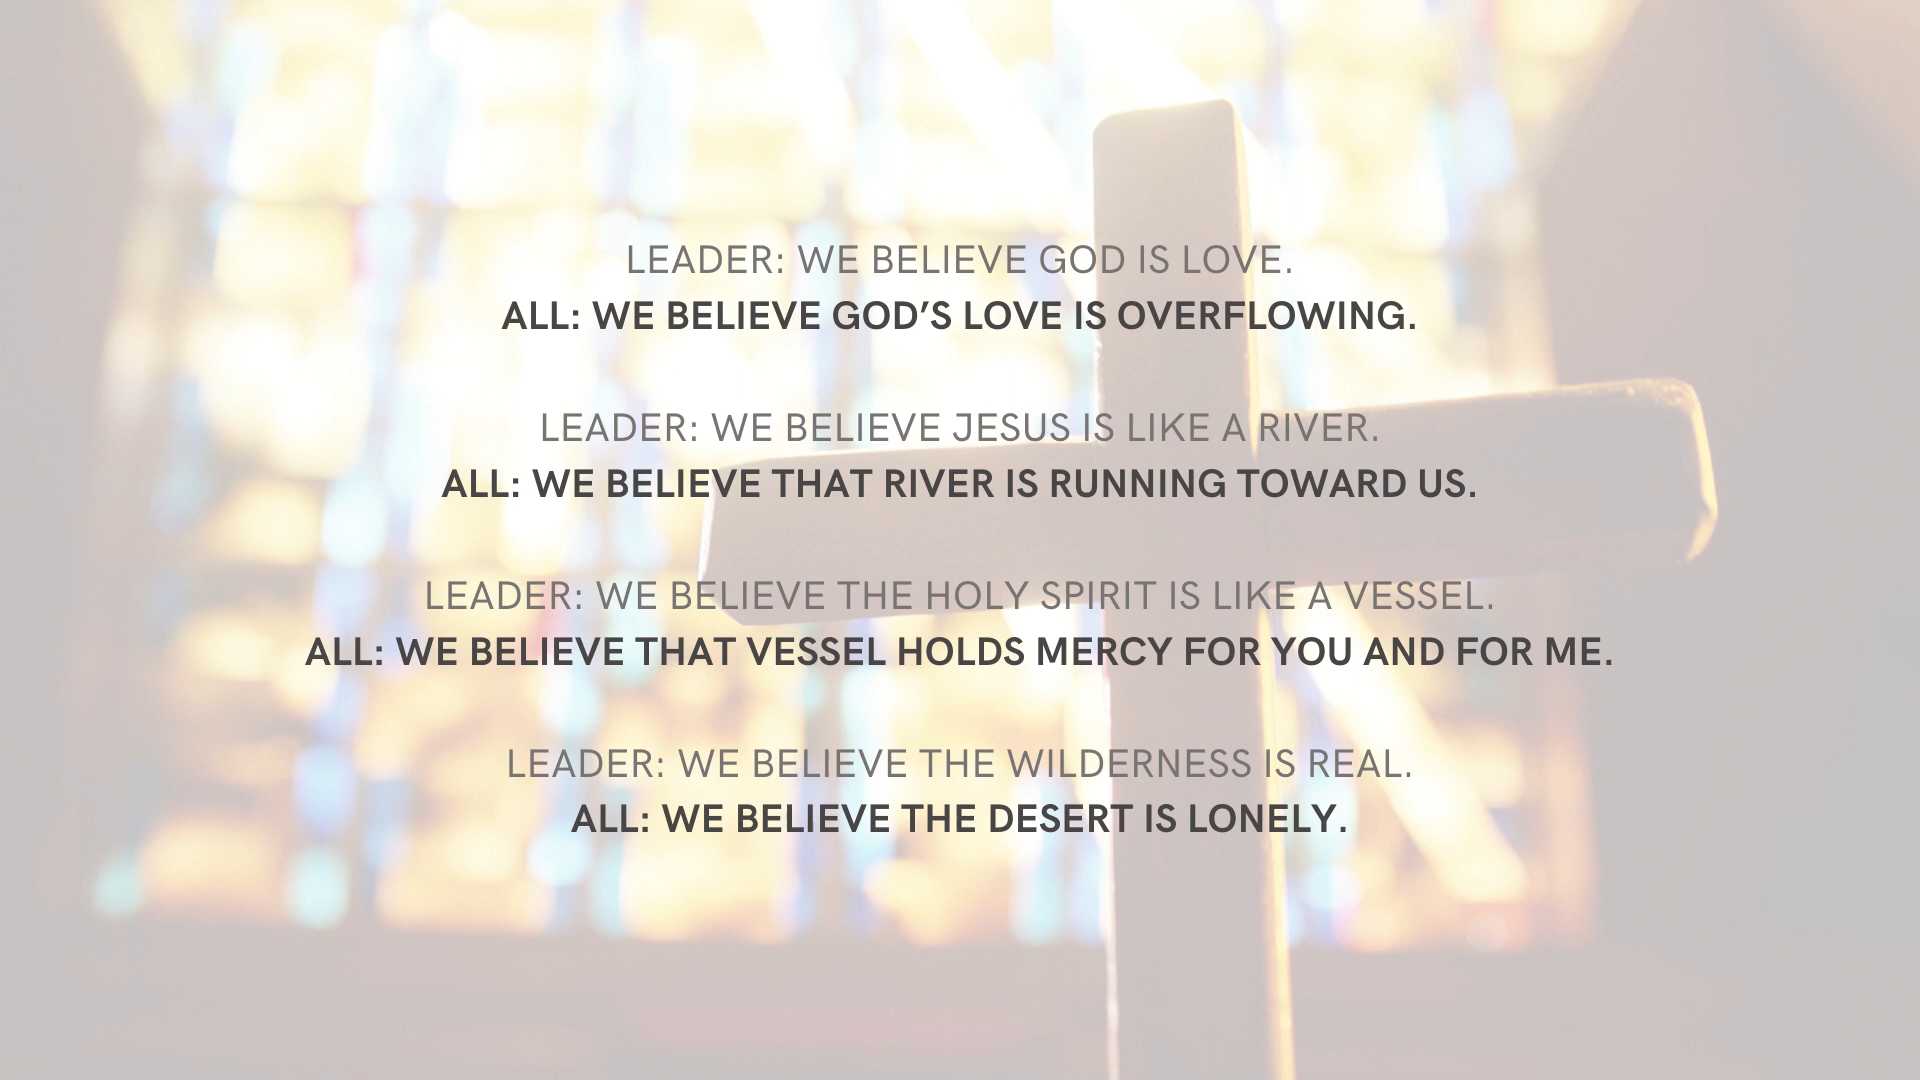 LEADER: WE BELIEVE GOD IS LOVE.
ALL: WE BELIEVE GOD’S LOVE IS OVERFLOWING.
LEADER: WE BELIEVE JESUS IS LIKE A RIVER.
ALL: WE BELIEVE THAT RIVER IS RUNNING TOWARD US.
LEADER: WE BELIEVE THE HOLY SPIRIT IS LIKE A VESSEL.
ALL: WE BELIEVE THAT VESSEL HOLDS MERCY FOR YOU AND FOR ME.
LEADER: WE BELIEVE THE WILDERNESS IS REAL.
ALL: WE BELIEVE THE DESERT IS LONELY.